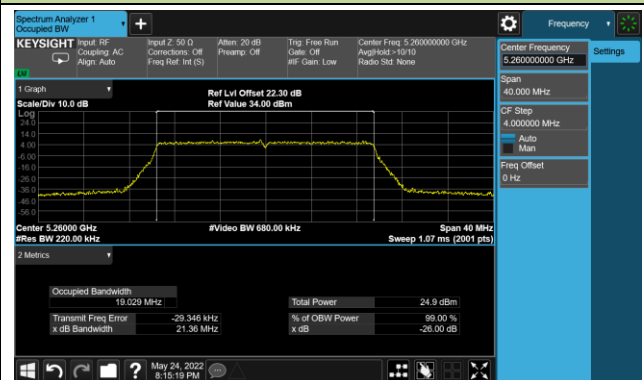 Spectrum Analyzer 1
Occupied BW
+
Frequency
KEYSIGHT
Input: RF
Coupling: AC
Align: Auto
Input Z: 50 Ω
Corrections: Off
Freq Ref: Int (S)
Atten: 20 dB
Preamp: Off
Trig: Free Run
Gate: Off
#IF Gain: Low
Center Freq: 5.260000000 GHz
Avg|Hold:>10/10
Radio Std: None
Center Frequency
5.260000000 GHz
Settings
Span
40.000 MHz
CF Step
4.000000 MHz
Auto
Man
Freq Offset
0 Hz
1 Graph
Scale/Div 10.0 dB
Ref Lvl Offset 22.30 dB
Ref Value 34.00 dBm
Log
24.0
14.0
4.00
-6.00
-16.0
-26.0
-36.0
-46.0
-56.0
Center 5.26000 GHz
#Video BW 680.00 kHz
Span 40 MHz
#Res BW 220.00 kHz
Sweep 1.07 ms (2001 pts)
2 Metrics
Occupied Bandwidth
19.029 MHz
Total Power 24.9 dBm
Transmit Freq Error -29.346 kHz
% of OBW Power 99.00 %
x dB Bandwidth 21.36 MHz
x dB -26.00 dB
?
May 24, 2022
8:15:19 PM